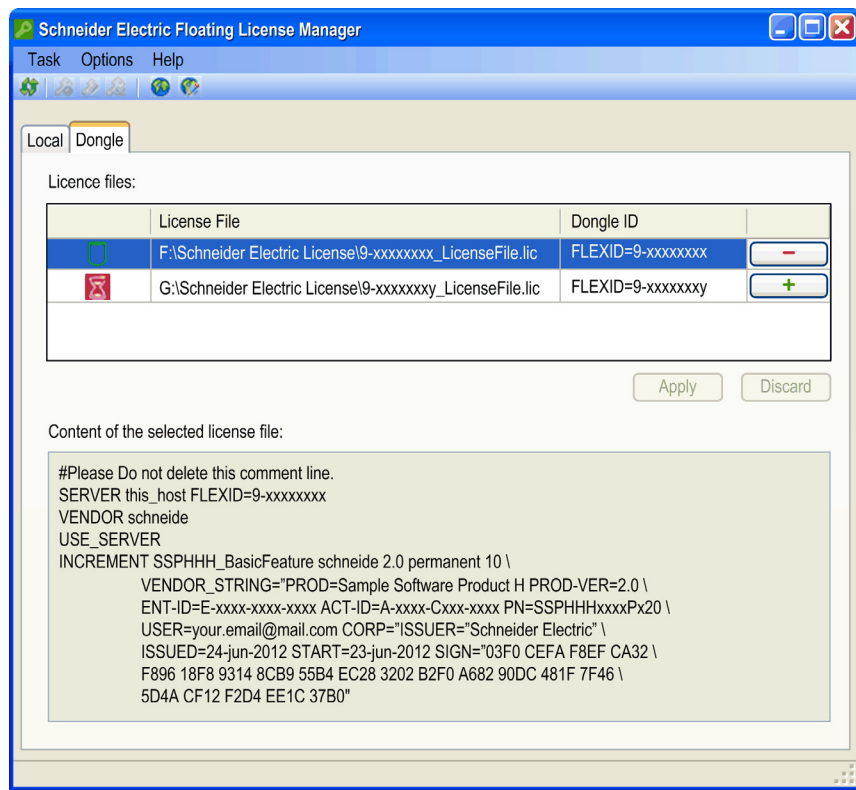 Schneider Electric Floating License Manager
Task Options Help
Local Dongle
Licence files:
License File Dongle ID
F:\Schneider Electric License\9-xxxxxxxx_LicenseFile.lic FLEXID=9-xxxxxxxx
G:\Schneider Electric License\9-xxxxxxxy_LicenseFile.lic FLEXID=9-xxxxxxxy
Apply Discard
Content of the selected license file:
#Please Do not delete this comment line.
SERVER this_host FLEXID=9-xxxxxxxx
VENDOR schneide
USE_SERVER
INCREMENT SSPHHH_BasicFeature schneide 2.0 permanent 10 \
VENDOR_STRING=”PROD=Sample Software Product H PROD-VER=2.0 \
ENT-ID=E-xxxx-xxxx-xxxx ACT-ID=A-xxxx-Cxxx-xxxx PN=SSPHHHxxxxPx20 \
USER=your.email@mail.com CORP=”ISSUER=”Schneider Electric” \
ISSUED=24-jun-2012 START=23-jun-2012 SIGN=”03F0 CEFA F8EF CA32 \
F896 18F8 9314 8CB9 55B4 EC28 3202 B2F0 A682 90DC 481F 7F46 \
5D4A CF12 F2D4 EE1C 37B0"